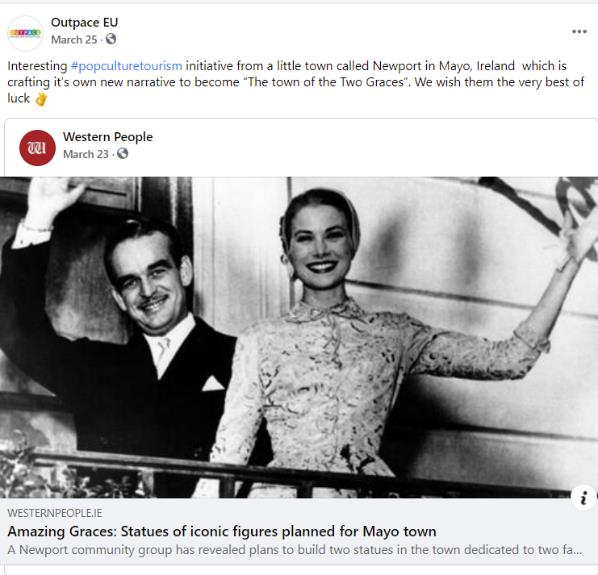 OUTPACE
Outpace EU
March 25 ·
Interesting #popculturetourism initiative from a little town called Newport in Mayo, Ireland which is
crafting it's own new narrative to become "The town of the Two Graces". We wish them the very best of
luck 👌
W
Western People
March 23 ·
i
WESTERNPEOPLE.IE
Amazing Graces: Statues of iconic figures planned for Mayo town
A Newport community group has revealed plans to build two statues in the town dedicated to two fa...